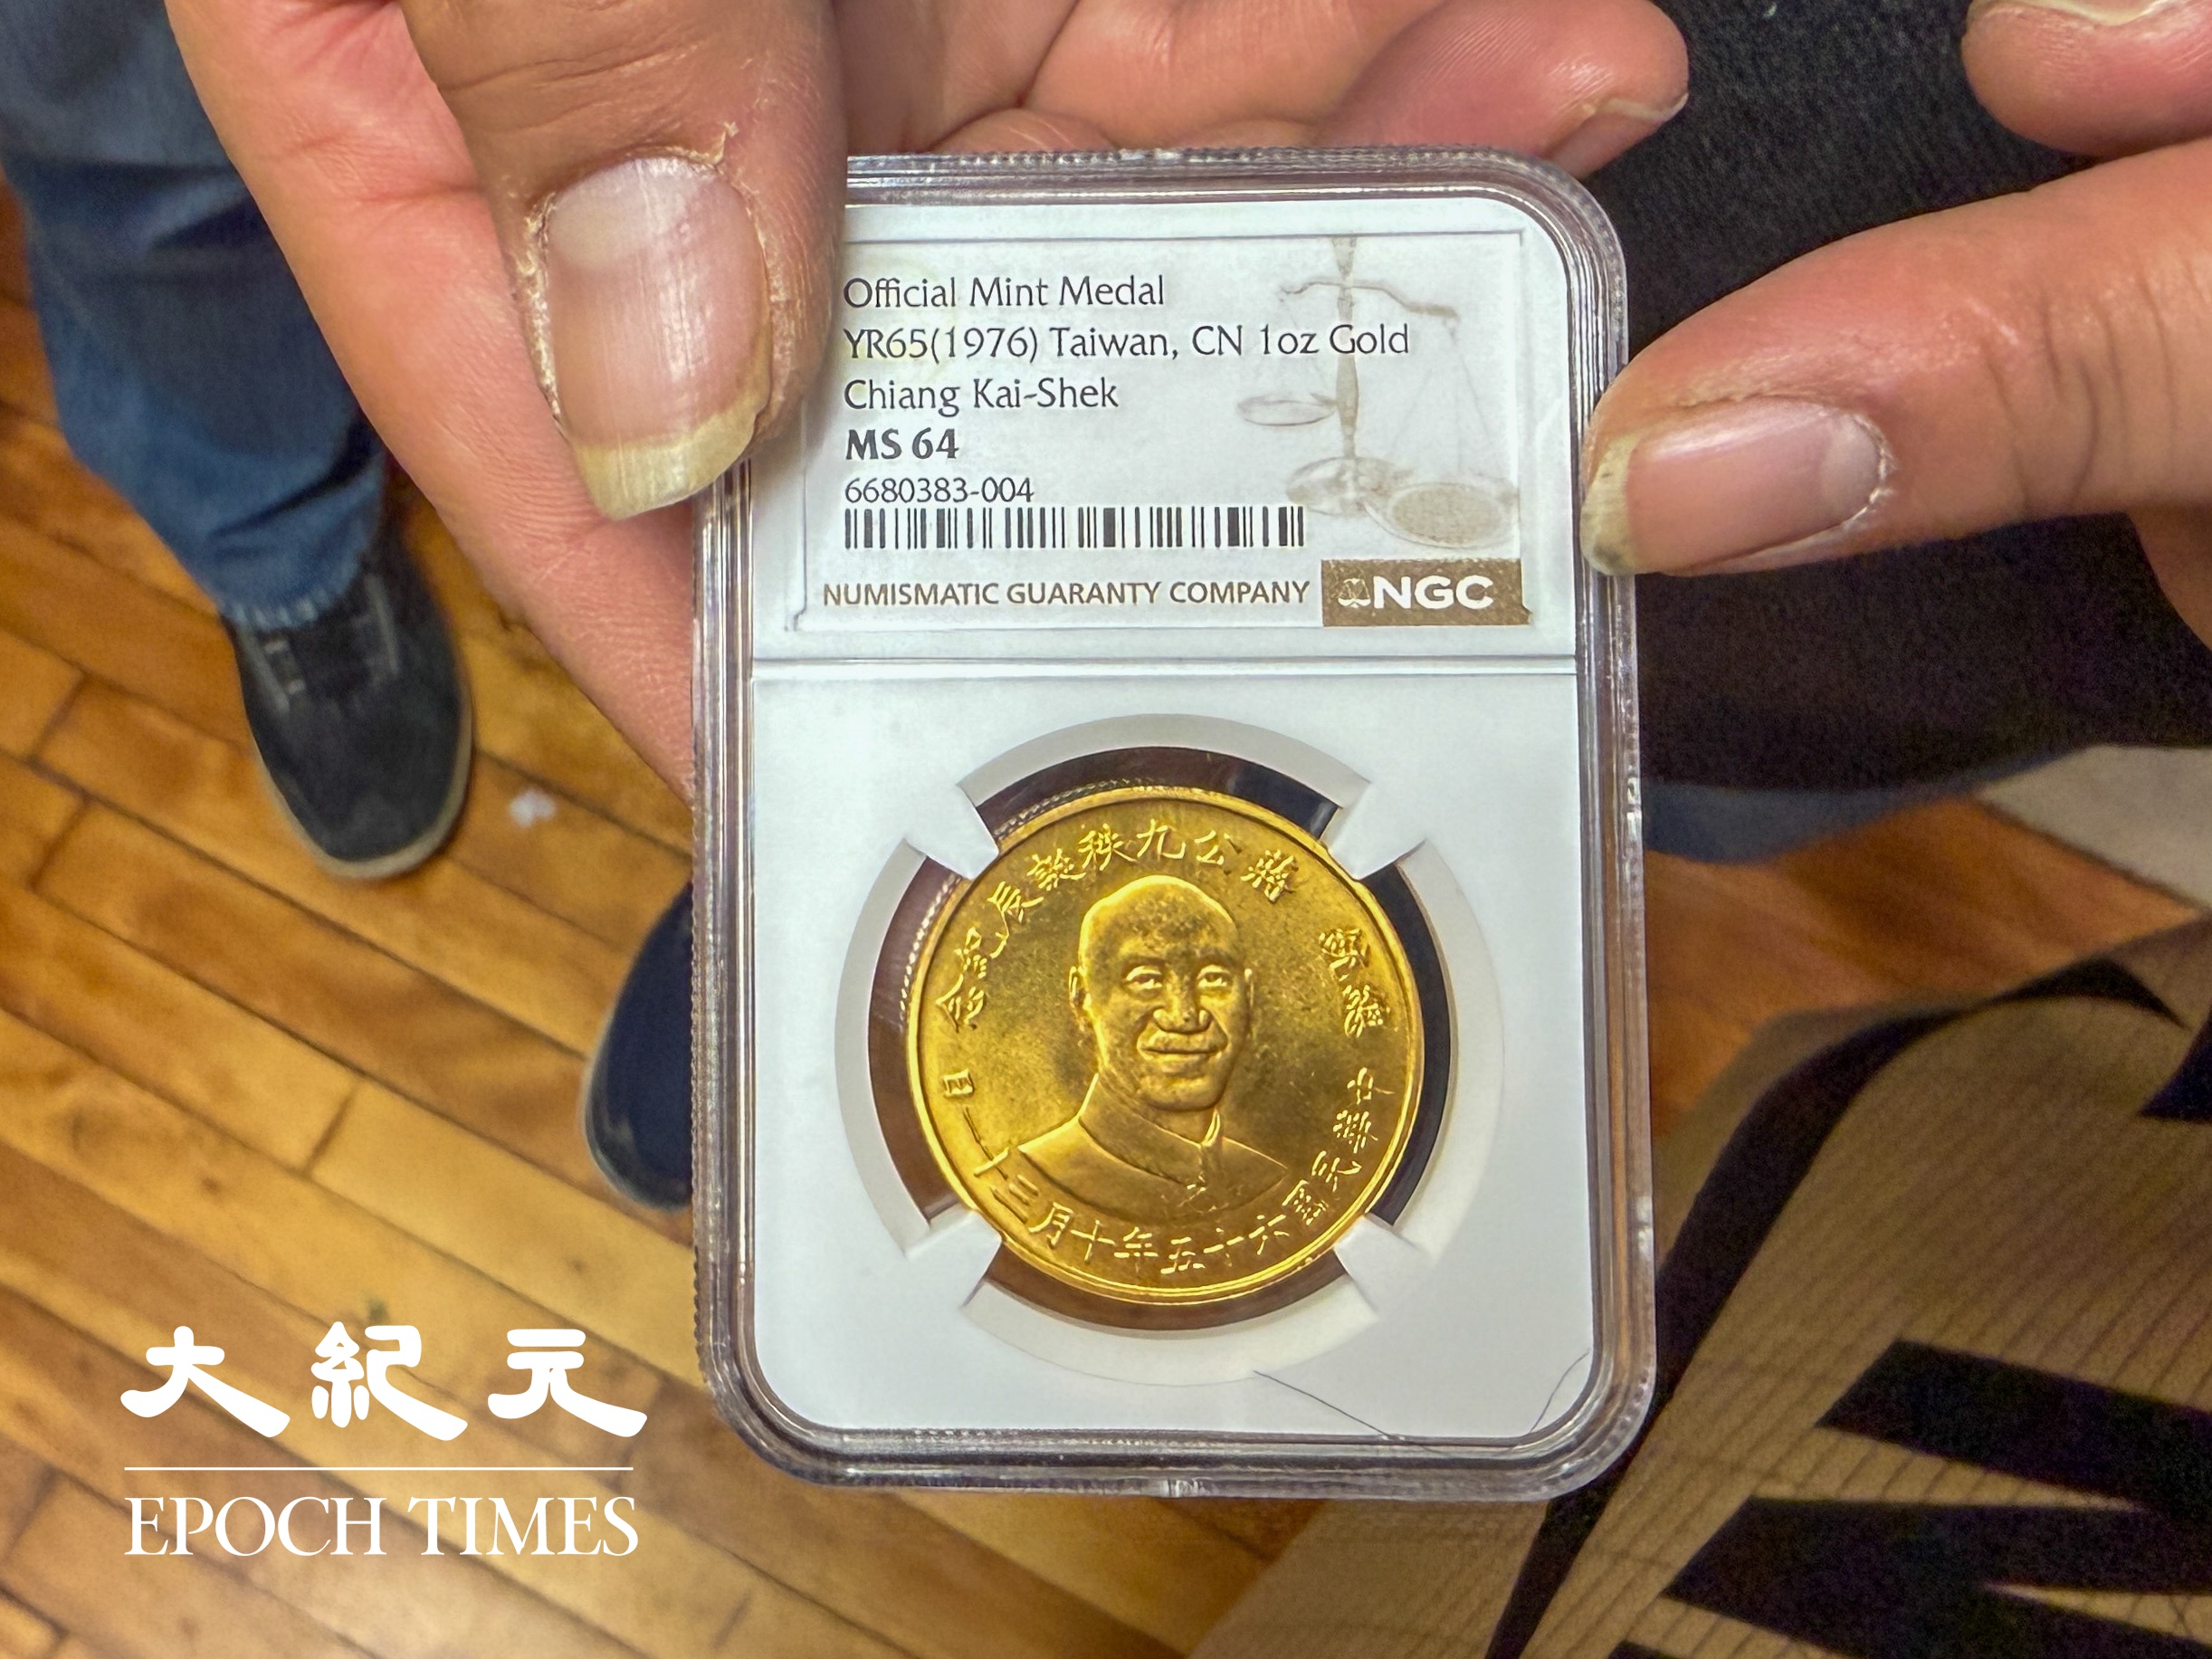 Official Mint Medal
YR65(1976) Taiwan, CN 1oz Gold
Chiang Kai-Shek
MS 64
6680383-004
NUMISMATIC GUARANTY COMPANY
NGC
總統 蔣公九秩誕辰紀念
中華民國六十五年十月三十一日
大紀元
EPOCH TIMES